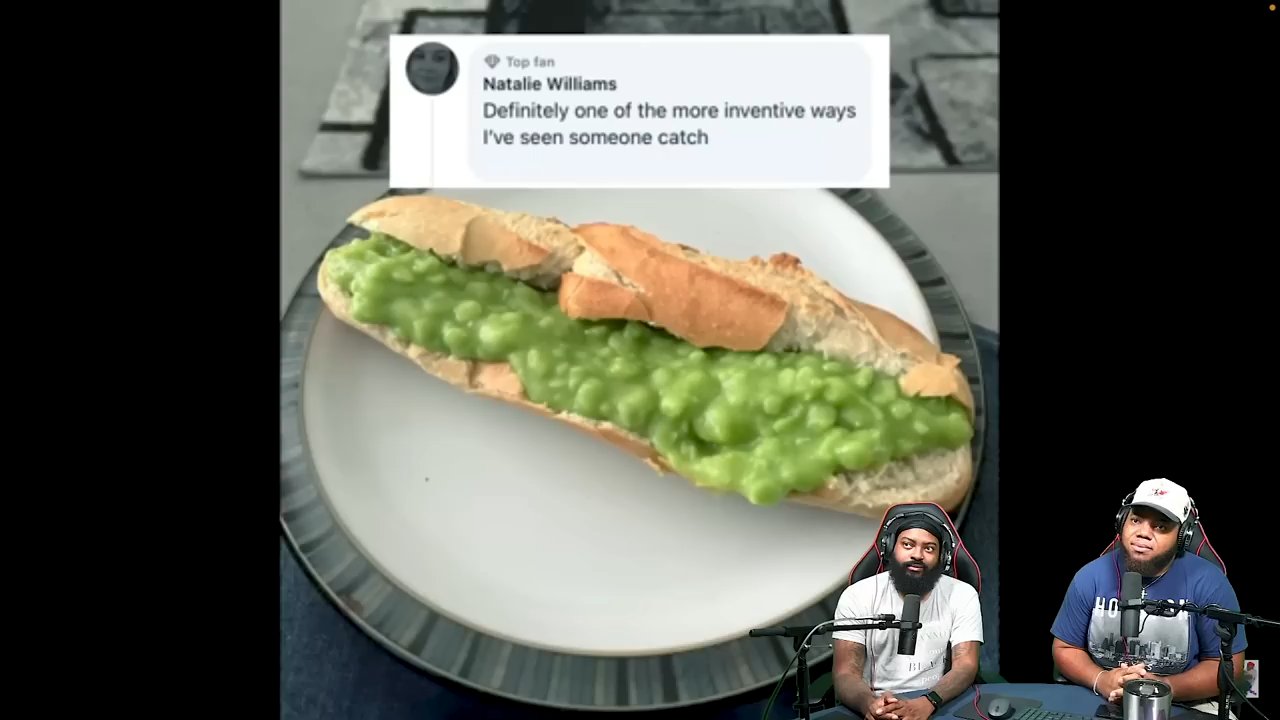 Top fan
Natalie Williams
Definitely one of the more inventive ways
I've seen someone catch